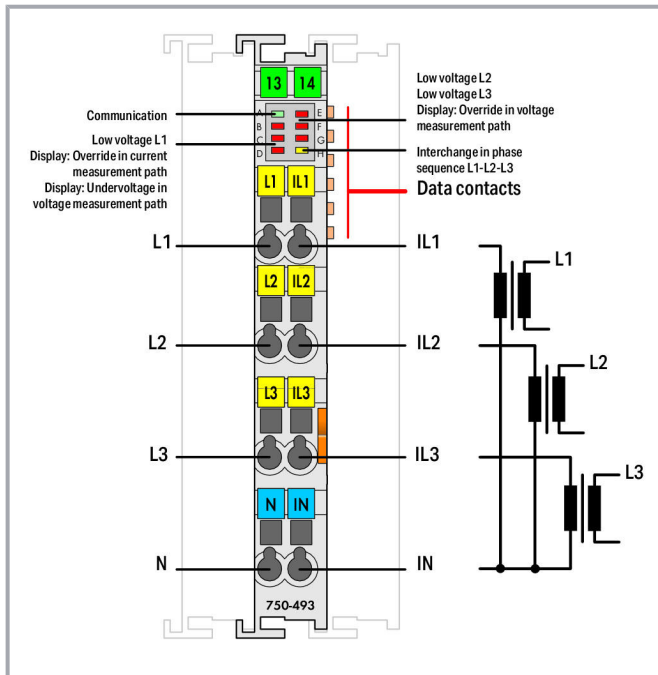 13 14
Communication
Low voltage L1
Display: Override in current
measurement path
Display: Undervoltage in
voltage measurement path
A E
B F
C G
D H
Low voltage L2
Low voltage L3
Display: Override in voltage
measurement path
Interchange in phase
sequence L1-L2-L3
Data contacts
L1 IL1
L1 IL1 L1
L2 IL2
L2 IL2 L2
L3 IL3
L3 IL3 L3
N IN
N IN
750-493